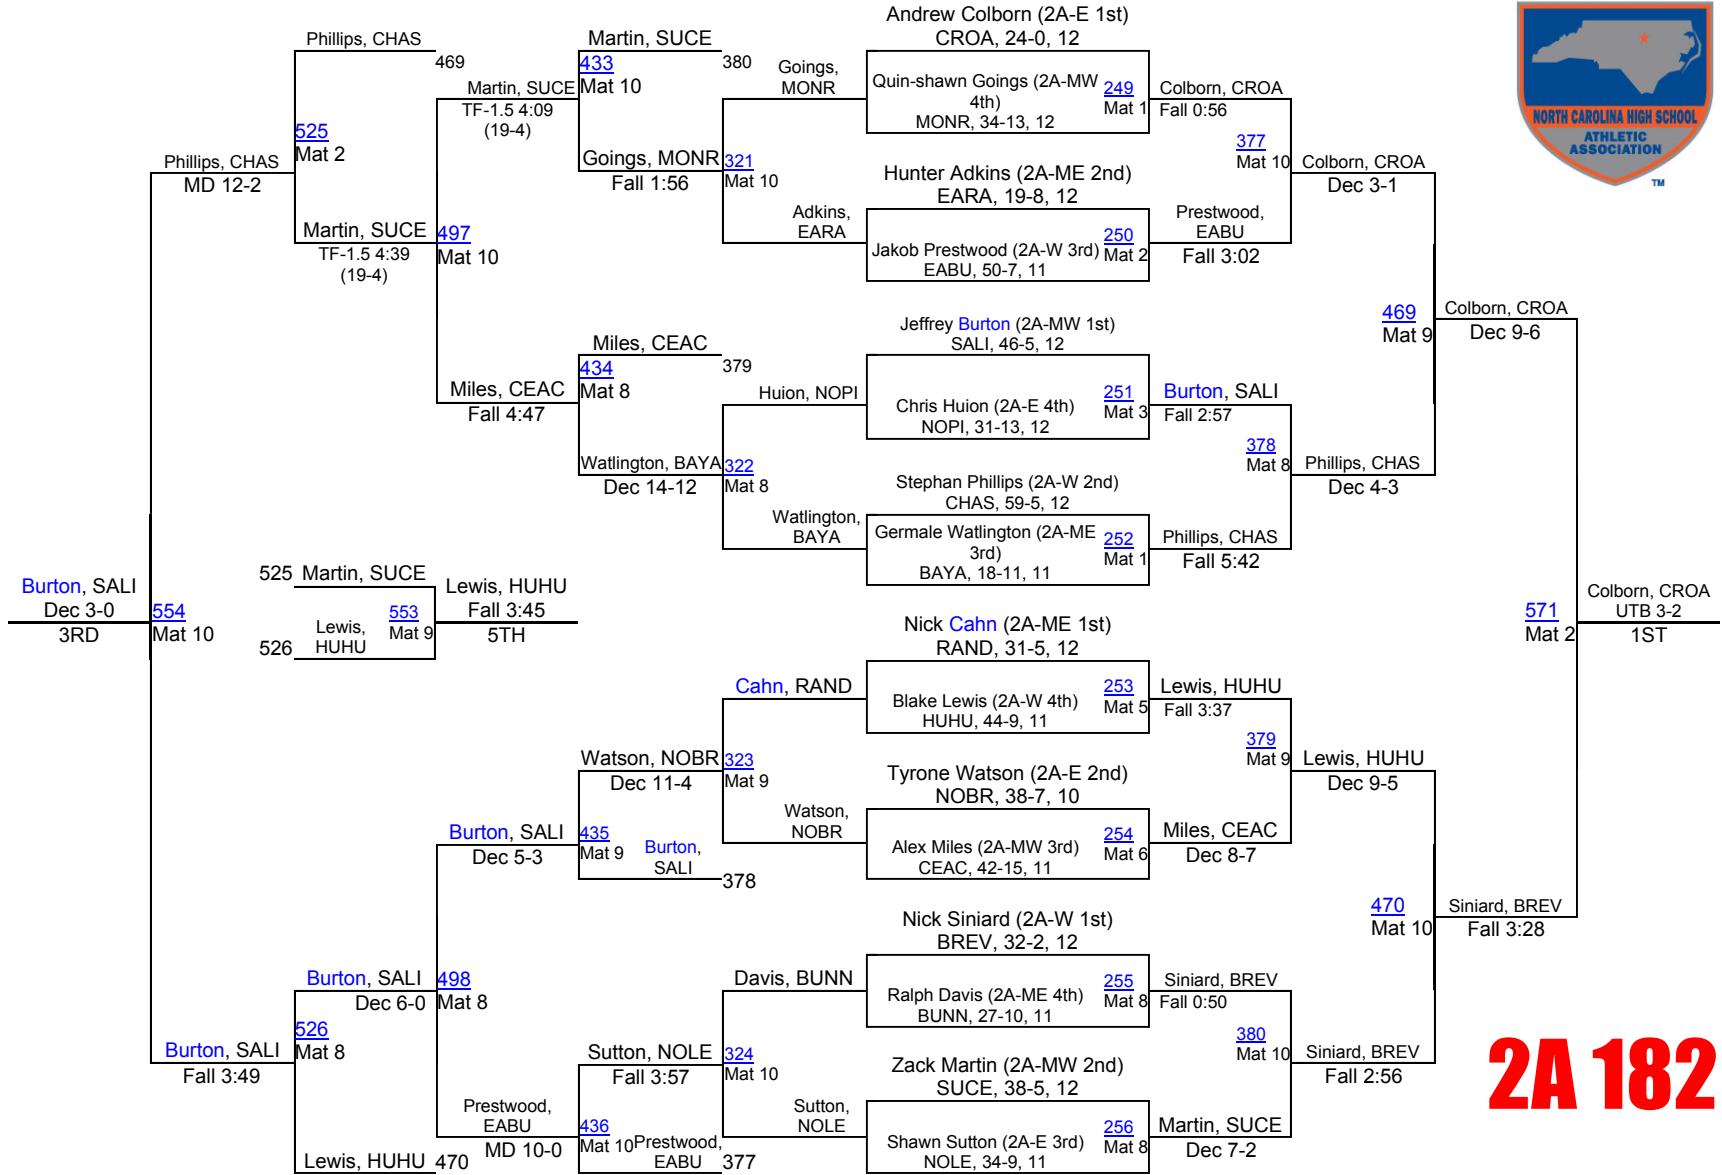 Andrew Colborn (2A-E 1st)
CROA, 24-0, 12
Quin-shawn Goings (2A-MW
4th)
MONR, 34-13, 12
249
Mat 1
Hunter Adkins (2A-ME 2nd)
EARA, 19-8, 12
Jakob Prestwood (2A-W 3rd)
EABU, 50-7, 11
250
Mat 2
Jeffrey Burton (2A-MW 1st)
SALI, 46-5, 12
Chris Huion (2A-E 4th)
NOPI, 31-13, 12
251
Mat 3
Stephan Phillips (2A-W 2nd)
CHAS, 59-5, 12
Germale Watlington (2A-ME
3rd)
BAYA, 18-11, 11
252
Mat 1
Nick Cahn (2A-ME 1st)
RAND, 31-5, 12
Blake Lewis (2A-W 4th)
HUHU, 44-9, 11
253
Mat 5
Tyrone Watson (2A-E 2nd)
NOBR, 38-7, 10
Alex Miles (2A-MW 3rd)
CEAC, 42-15, 11
254
Mat 6
Nick Siniard (2A-W 1st)
BREV, 32-2, 12
Ralph Davis (2A-ME 4th)
BUNN, 27-10, 11
255
Mat 8
Zack Martin (2A-MW 2nd)
SUCE, 38-5, 12
Shawn Sutton (2A-E 3rd)
NOLE, 34-9, 11
256
Mat 8
Colborn, CROA
Fall 0:56
377
Mat 10
Prestwood,
EABU
Fall 3:02
Burton, SALI
Fall 2:57
378
Mat 8
Phillips, CHAS
Fall 5:42
Lewis, HUHU
Fall 3:37
379
Mat 9
Miles, CEAC
Dec 8-7
Siniard, BREV
Fall 0:50
380
Mat 10
Martin, SUCE
Dec 7-2
Colborn, CROA
Dec 3-1
469
Mat 9
Phillips, CHAS
Dec 4-3
Lewis, HUHU
Dec 9-5
470
Mat 10
Siniard, BREV
Fall 2:56
Colborn, CROA
Dec 9-6
571
Mat 2
Siniard, BREV
Fall 3:28
Colborn, CROA
UTB 3-2
1ST
Goings,
MONR
321
Mat 10
Adkins,
EARA
Huion, NOPI
322
Mat 8
Watlington,
BAYA
Cahn, RAND
323
Mat 9
Watson,
NOBR
Davis, BUNN
324
Mat 10
Sutton,
NOLE
Martin, SUCE
380
433
Mat 10
Goings, MONR
Fall 1:56
Miles, CEAC
379
434
Mat 8
Watlington, BAYA
Dec 14-12
Watson, NOBR
Dec 11-4
435
Mat 9
Burton,
SALI
378
Sutton, NOLE
Fall 3:57
436
Mat 10
Prestwood,
EABU
377
Martin, SUCE
TF-1.5 4:09
(19-4)
497
Mat 10
Miles, CEAC
Fall 4:47
Burton, SALI
Dec 5-3
498
Mat 8
Prestwood,
EABU
MD 10-0
Phillips, CHAS
469
525
Mat 2
Martin, SUCE
TF-1.5 4:39
(19-4)
Burton, SALI
Dec 6-0
526
Mat 8
Lewis, HUHU
470
Phillips, CHAS
MD 12-2
554
Mat 10
Burton, SALI
Fall 3:49
Burton, SALI
Dec 3-0
3RD
525
Martin, SUCE
553
Mat 9
526
Lewis,
HUHU
Lewis, HUHU
Fall 3:45
5TH
NORTH CAROLINA HIGH SCHOOL
ATHLETIC
ASSOCIATION
TM
2A 182